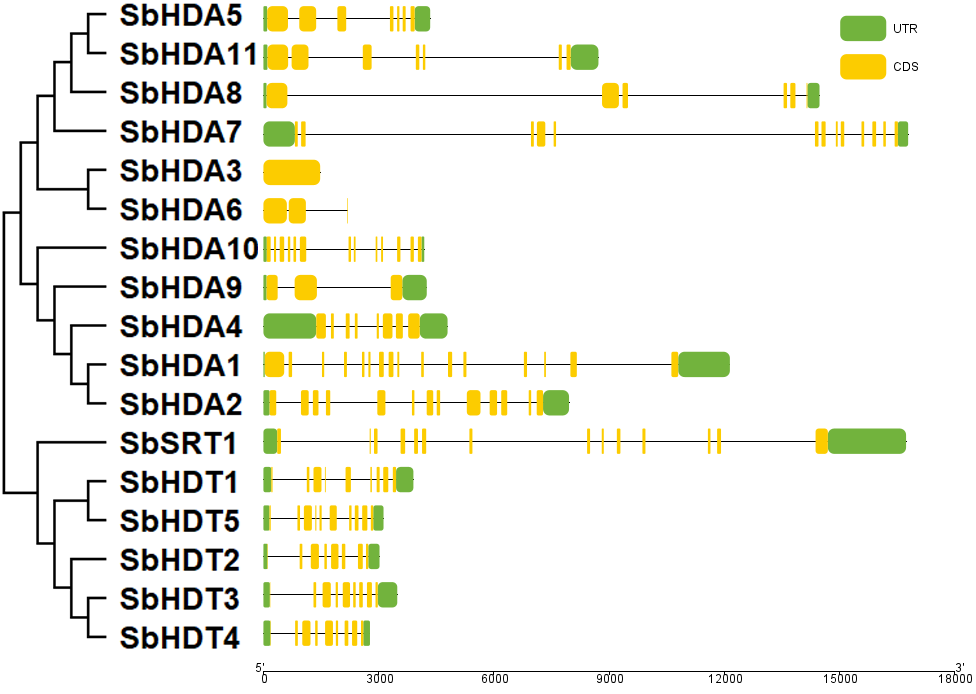 SbHDA5
UTR
SbHDA11
CDS
SbHDA8
SbHDA7
SbHDA3
SbHDA6
SbHDA10
SbHDA9
SbHDA4
SbHDA1
SbHDA2
SbSRT1
SbHDT1
SbHDT5
SbHDT2
SbHDT3
SbHDT4
5' 3'
0 3000 6000 9000 12000 15000 18000